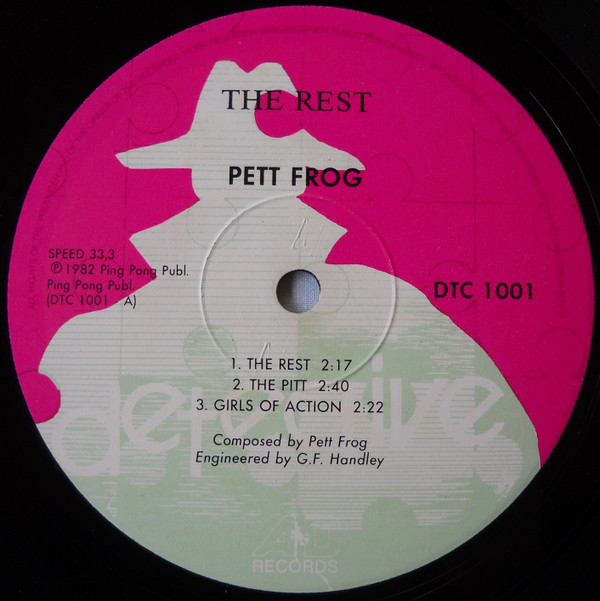 THE REST
PETT FROG
SPEED 33,3
℗ 1982 Ping Pong Publ.
Ping Pong Publ
(DTC 1001 - A)
DTC 1001
1. THE REST 2:17
2. THE PITT 2:40
3. GIRLS OF ACTION 2:22
detective
Composed by Pett Frog
Engineered by G.F. Handley
RECORDS